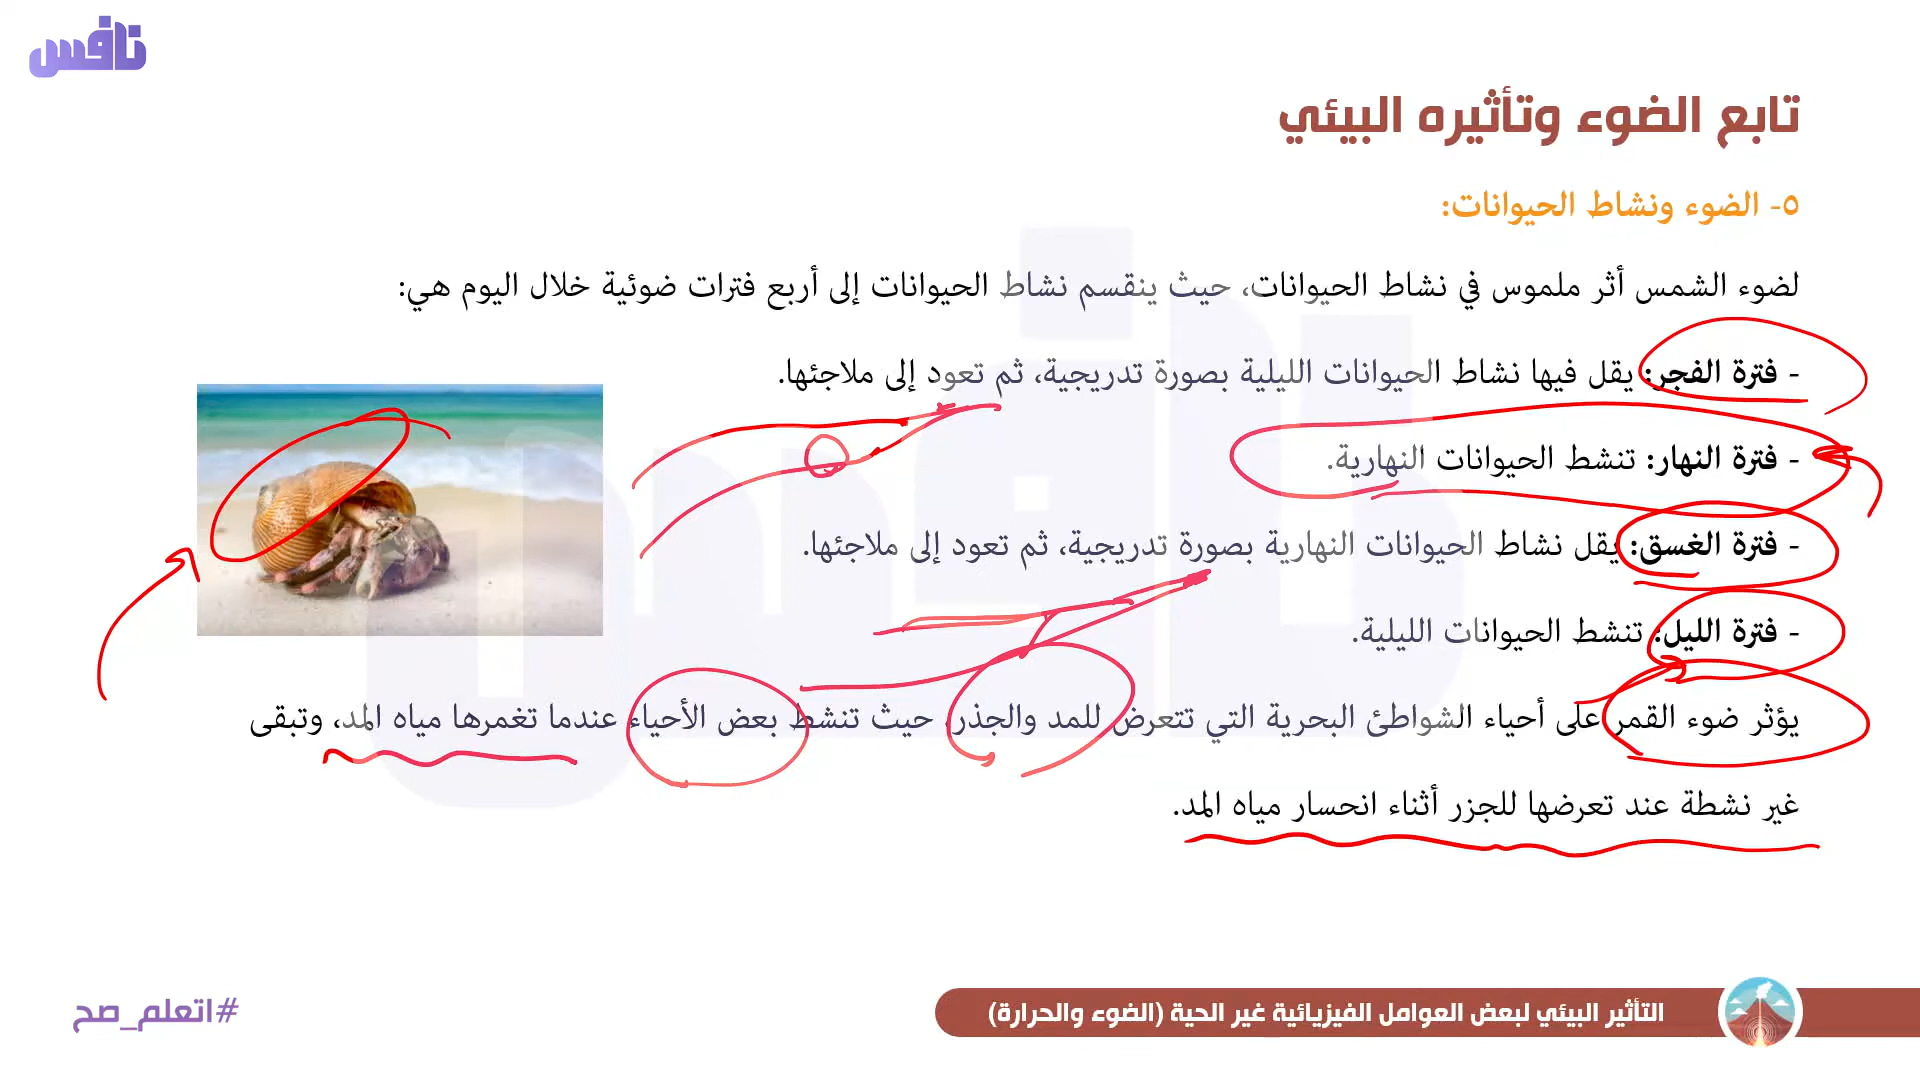 نافس
تابع الضوء وتأثيره البيئي
٥- الضوء ونشاط الحيوانات:
لضوء الشمس أثر ملموس في نشاط الحيوانات، حيث ينقسم نشاط الحيوانات إلى أربع فترات ضوئية خلال اليوم هي:
- فترة الفجر: يقل فيها نشاط الحيوانات الليلية بصورة تدريجية، ثم تعود إلى ملاجئها.
- فترة النهار: تنشط الحيوانات النهارية.
- فترة الغسق: يقل نشاط الحيوانات النهارية بصورة تدريجية، ثم تعود إلى ملاجئها.
- فترة الليل: تنشط الحيوانات الليلية.
يؤثر ضوء القمر على أحياء الشواطئ البحرية التي تتعرض للمد والجذر، حيث تنشط بعض الأحياء عندما تغمرها مياه المد، وتبقى
غير نشطة عند تعرضها للجزر أثناء انحسار مياه المد.
التأثير البيئي لبعض العوامل الفيزيائية غير الحية (الضوء والحرارة)
#اتعلم_صح